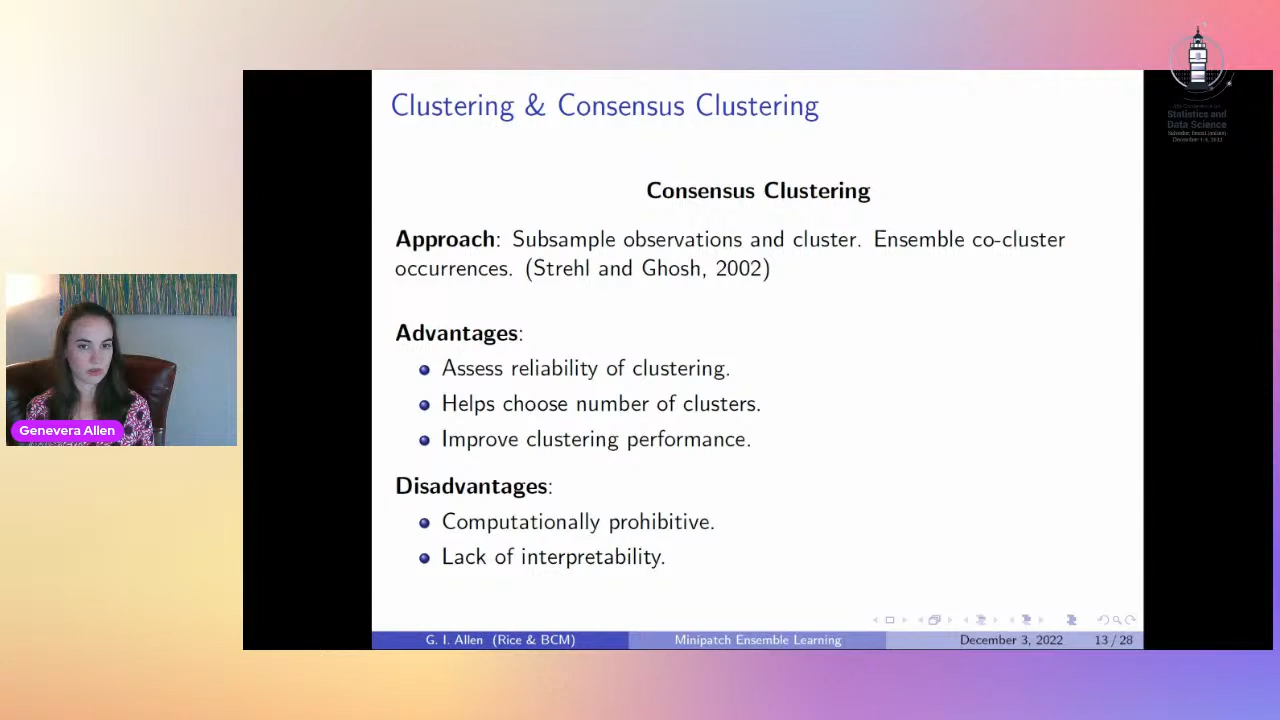 Clustering & Consensus Clustering
Consensus Clustering
Approach: Subsample observations and cluster. Ensemble co-cluster
occurrences. (Strehl and Ghosh, 2002)
Advantages:
Assess reliability of clustering.
Helps choose number of clusters.
Improve clustering performance.
Disadvantages:
Computationally prohibitive.
Lack of interpretability.
G. I. Allen (Rice & BCM)
Minipatch Ensemble Learning
December 3, 2022
13 / 28
Genevera Allen
Statistics and
Data Science